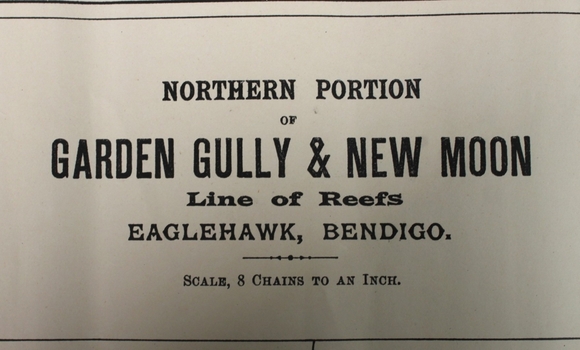 NORTHERN PORTION
OF
GARDEN GULLY & NEW MOON
Line of Reefs
EAGLEHAWK, BENDIGO.
SCALE, 8 CHAINS TO AN INCH.